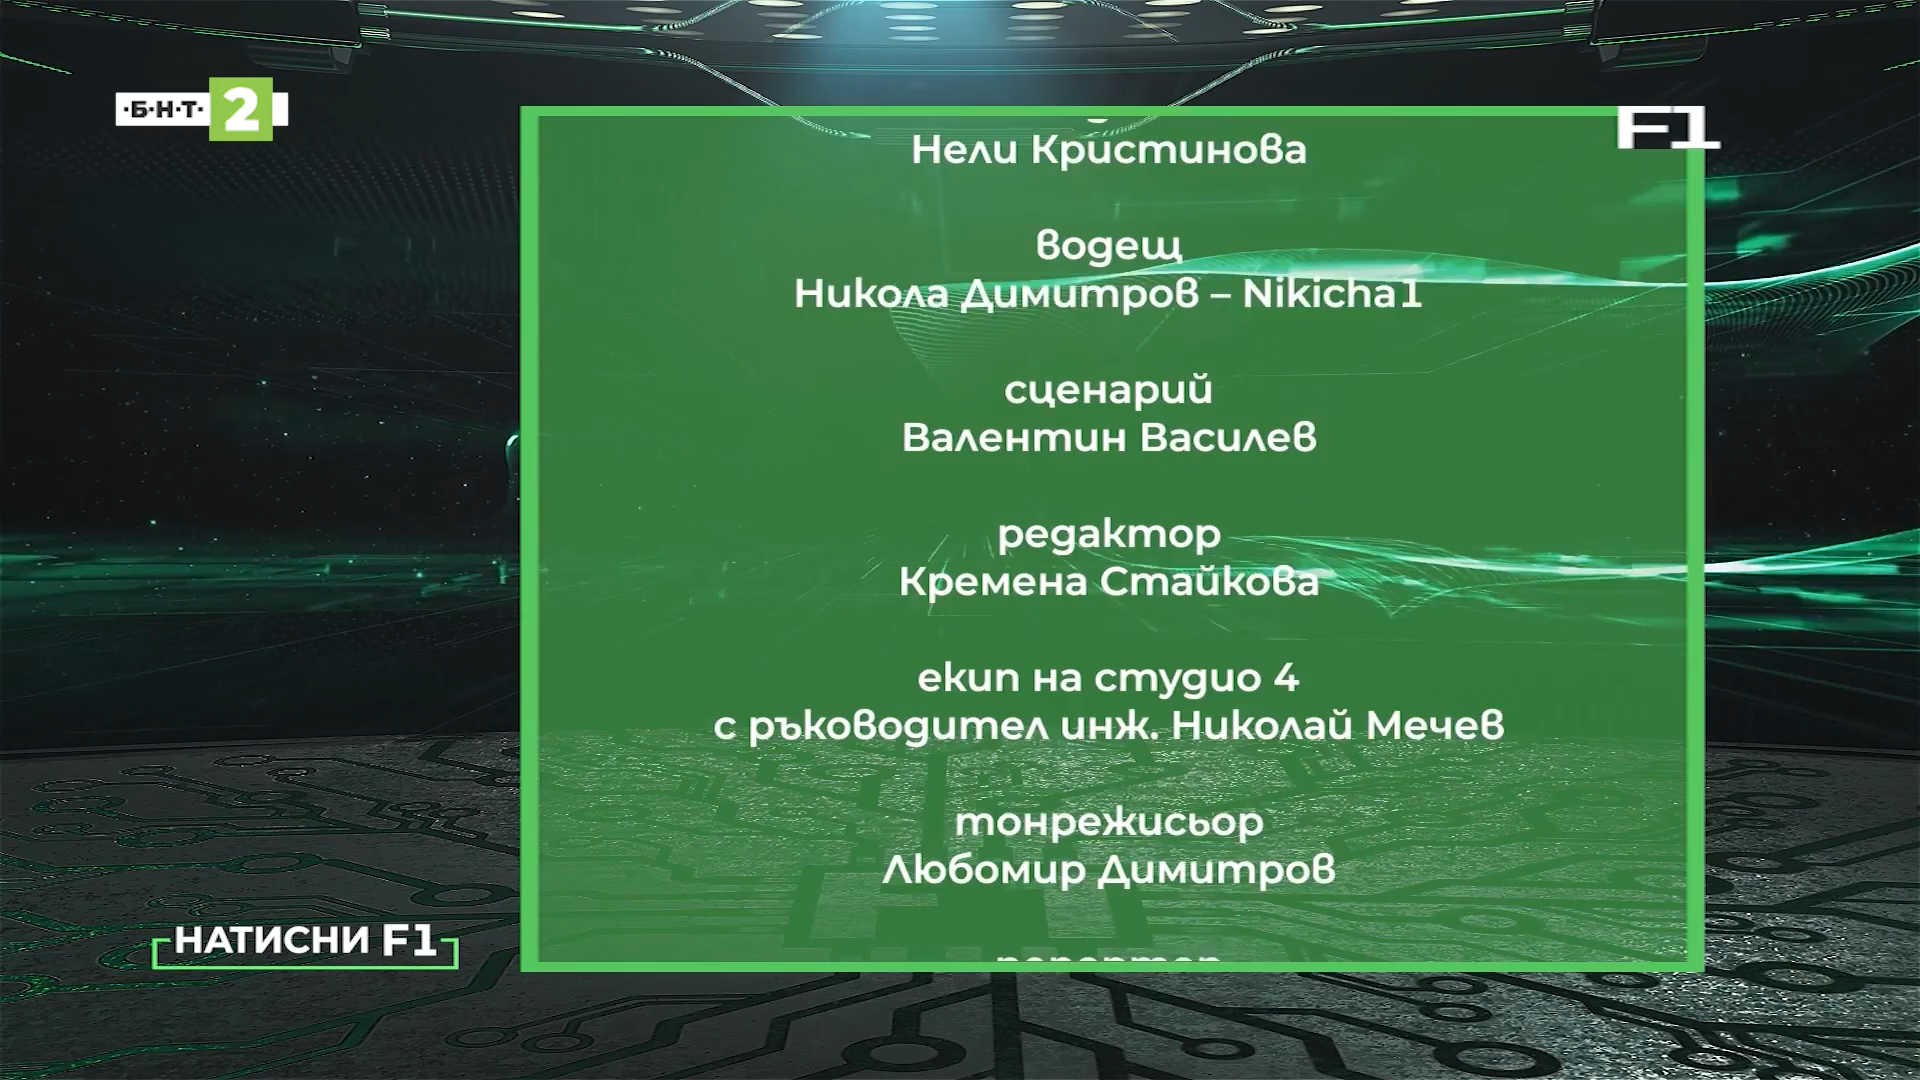 ·Б·Н·Т· 2
F1
Нели Кристинова
водещ
Никола Димитров – Nikicha1
сценарий
Валентин Василев
редактор
Кремена Стайкова
екип на студио 4
с ръководител инж. Николай Мечев
тонрежисьор
Любомир Димитров
НАТИСНИ F1